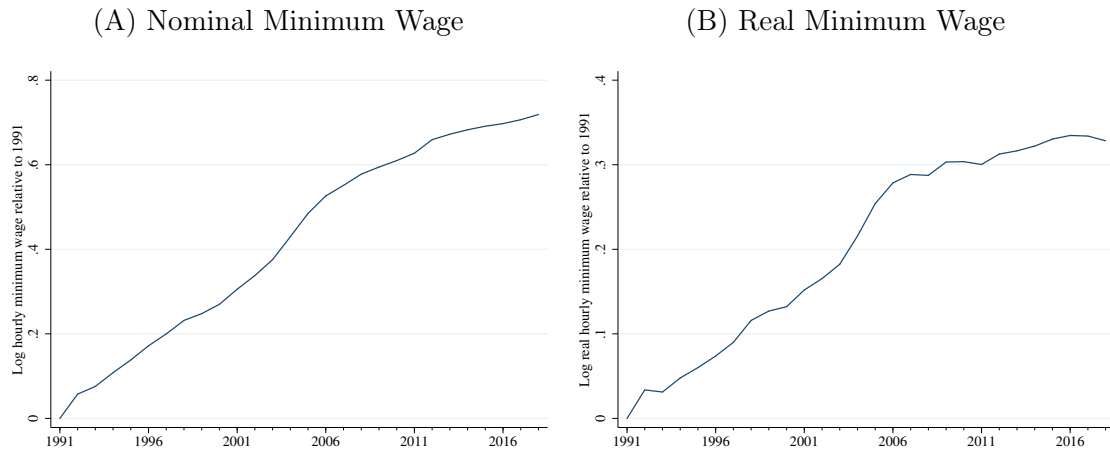 (A) Nominal Minimum Wage
Log hourly minimum wage relative to 1991
.8
.6
.4
.2
0
1991 1996 2001 2006 2011 2016
(B) Real Minimum Wage
Log real hourly minimum wage relative to 1991
.4
.3
.2
.1
0
1991 1996 2001 2006 2011 2016